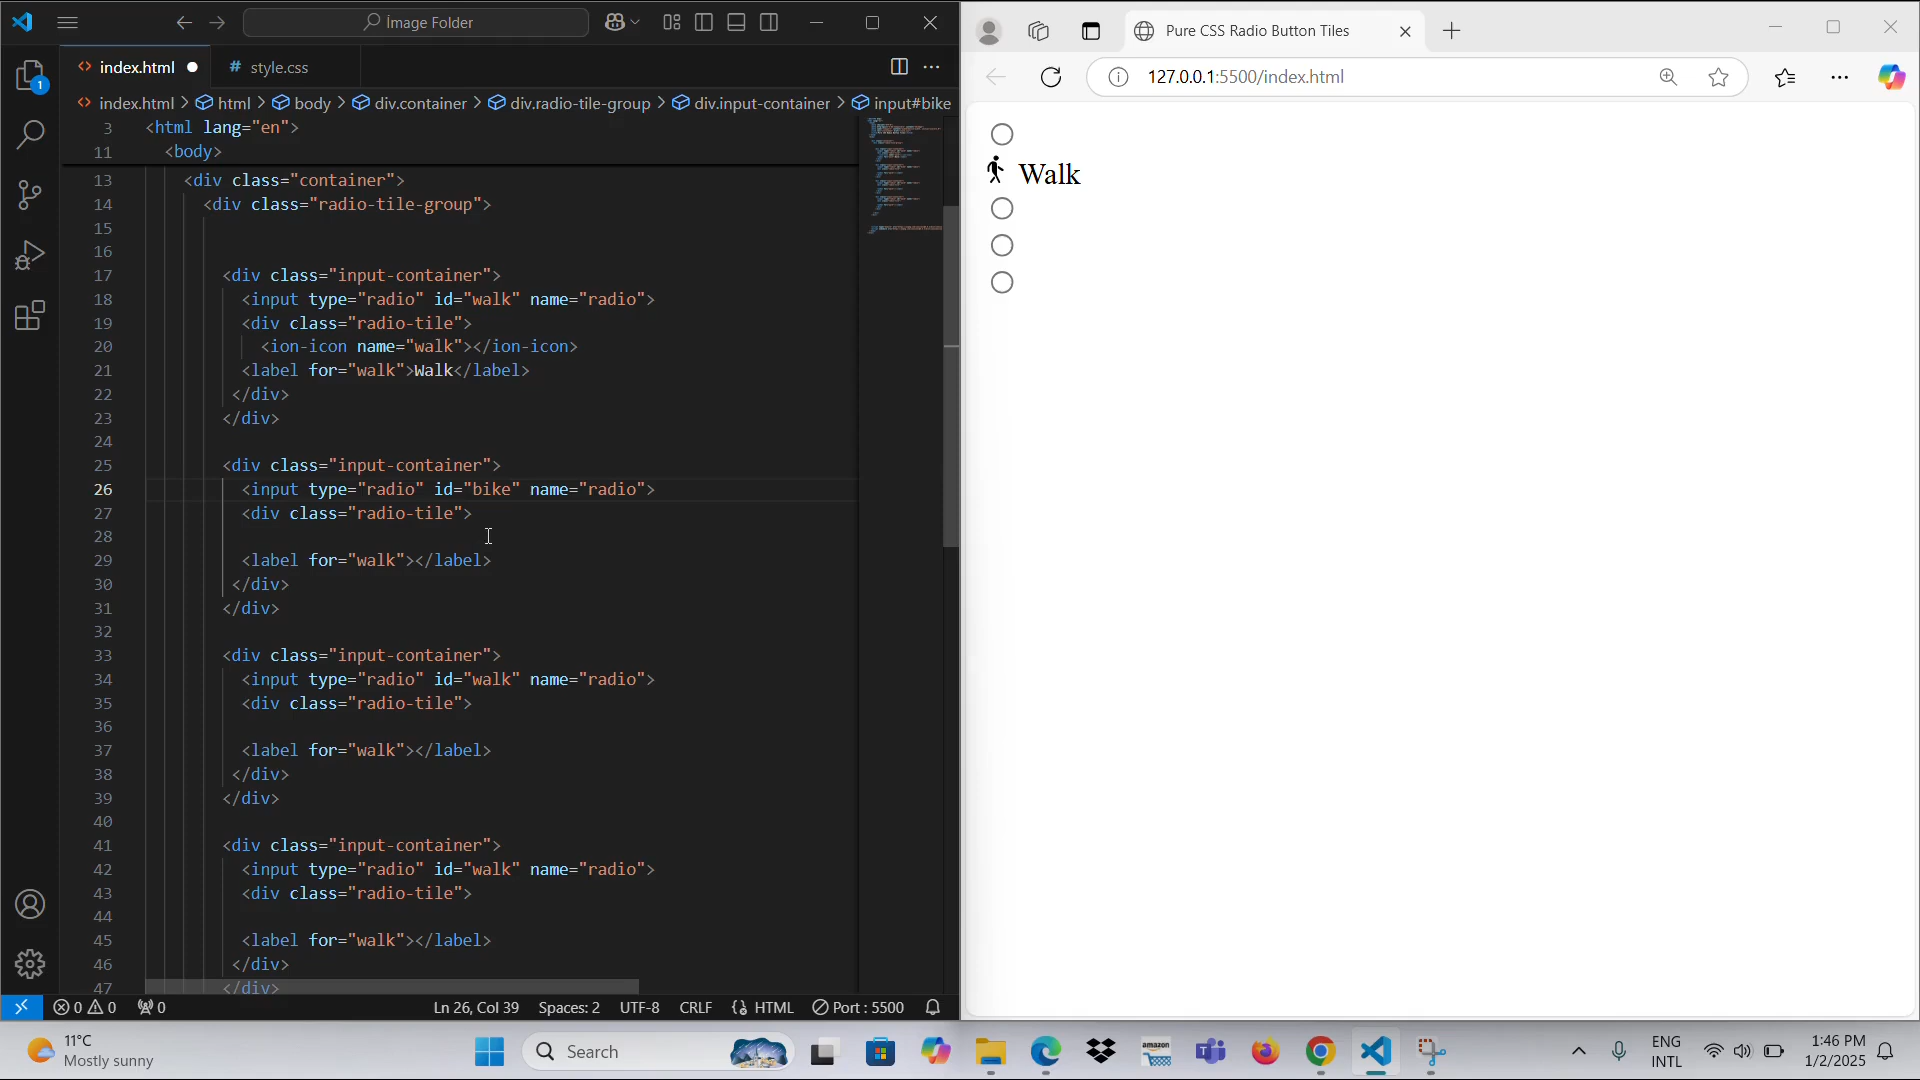 İmage Folder
index.html
style.css
index.html > html > body > div.container > div.radio-tile-group > div.input-container > input#bike
3 <html lang="en">
11 <body>
13 <div class="container">
14 <div class="radio-tile-group">
15
16
17 <div class="input-container">
18 <input type="radio" id="walk" name="radio">
19 <div class="radio-tile">
20 <ion-icon name="walk"></ion-icon>
21 <label for="walk">Walk</label>
22 </div>
23 </div>
24
25 <div class="input-container">
26 <input type="radio" id="bike" name="radio">
27 <div class="radio-tile">
28
29 <label for="walk"></label>
30 </div>
31 </div>
32
33 <div class="input-container">
34 <input type="radio" id="walk" name="radio">
35 <div class="radio-tile">
36
37 <label for="walk"></label>
38 </div>
39 </div>
40
41 <div class="input-container">
42 <input type="radio" id="walk" name="radio">
43 <div class="radio-tile">
44
45 <label for="walk"></label>
46 </div>
47 </div>
1
0 0 0
Ln 26, Col 39 Spaces: 2 UTF-8 CRLF HTML Port : 5500
Pure CSS Radio Button Tiles
127.0.0.1:5500/index.html
Walk
11°C
Mostly sunny
Search
amazon
ENG
INTL
1:46 PM
1/2/2025